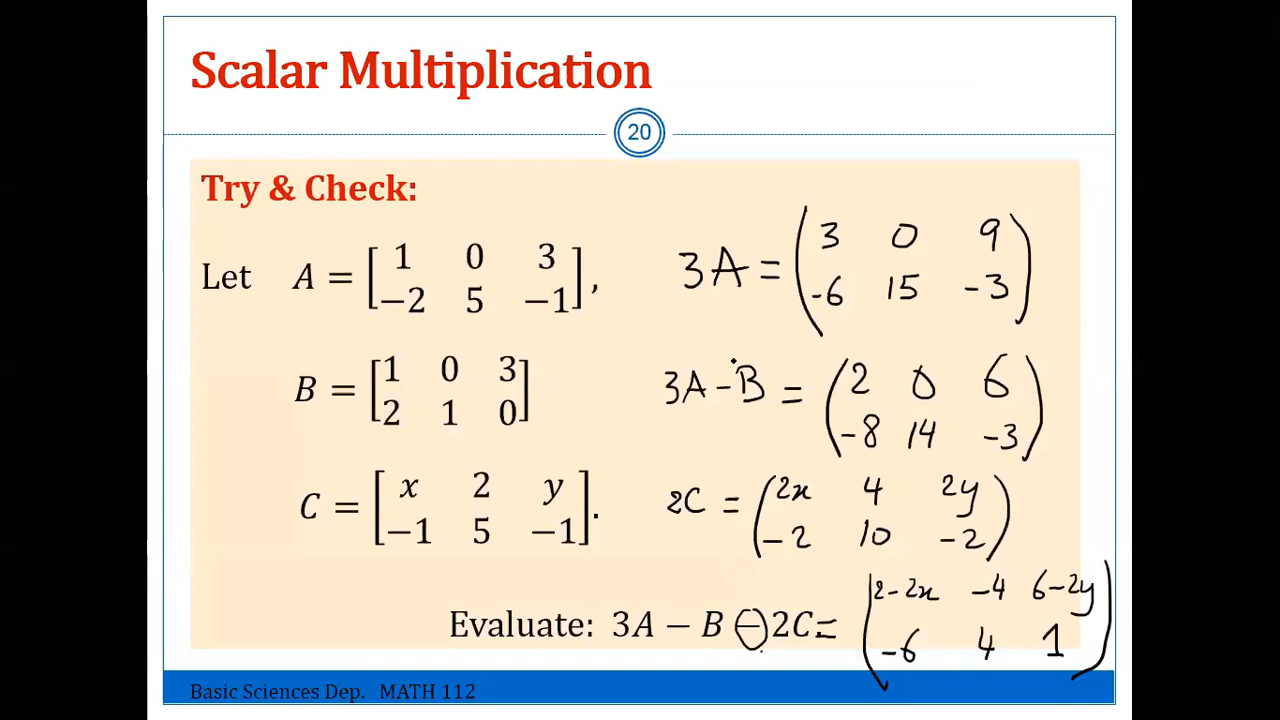 Scalar Multiplication
20
Try & Check:
Let A = [1 0 3
−2 5 −1],
3A = (3 0 9
-6 15 -3)
B = [1 0 3
2 1 0]
3A - B = (2 0 6
-8 14 -3)
C = [x 2 y
−1 5 −1].
2C = (2x 4 2y
-2 10 -2)
Evaluate: 3A − B − 2C. = (2-2x -4 6-2y
-6 4 1)
Basic Sciences Dep. MATH 112